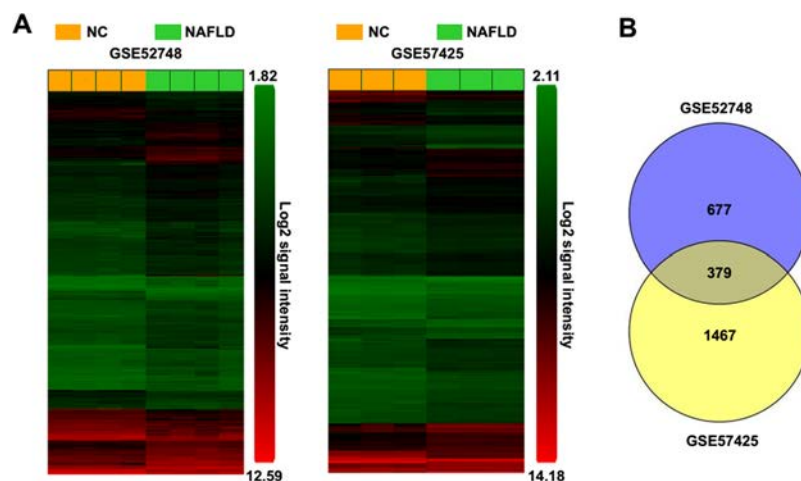 A
NC
NAFLD
GSE52748
1.82
Log2 signal intensity
12.59
NC
NAFLD
GSE57425
2.11
Log2 signal intensity
14.18
B
GSE52748
677
379
1467
GSE57425